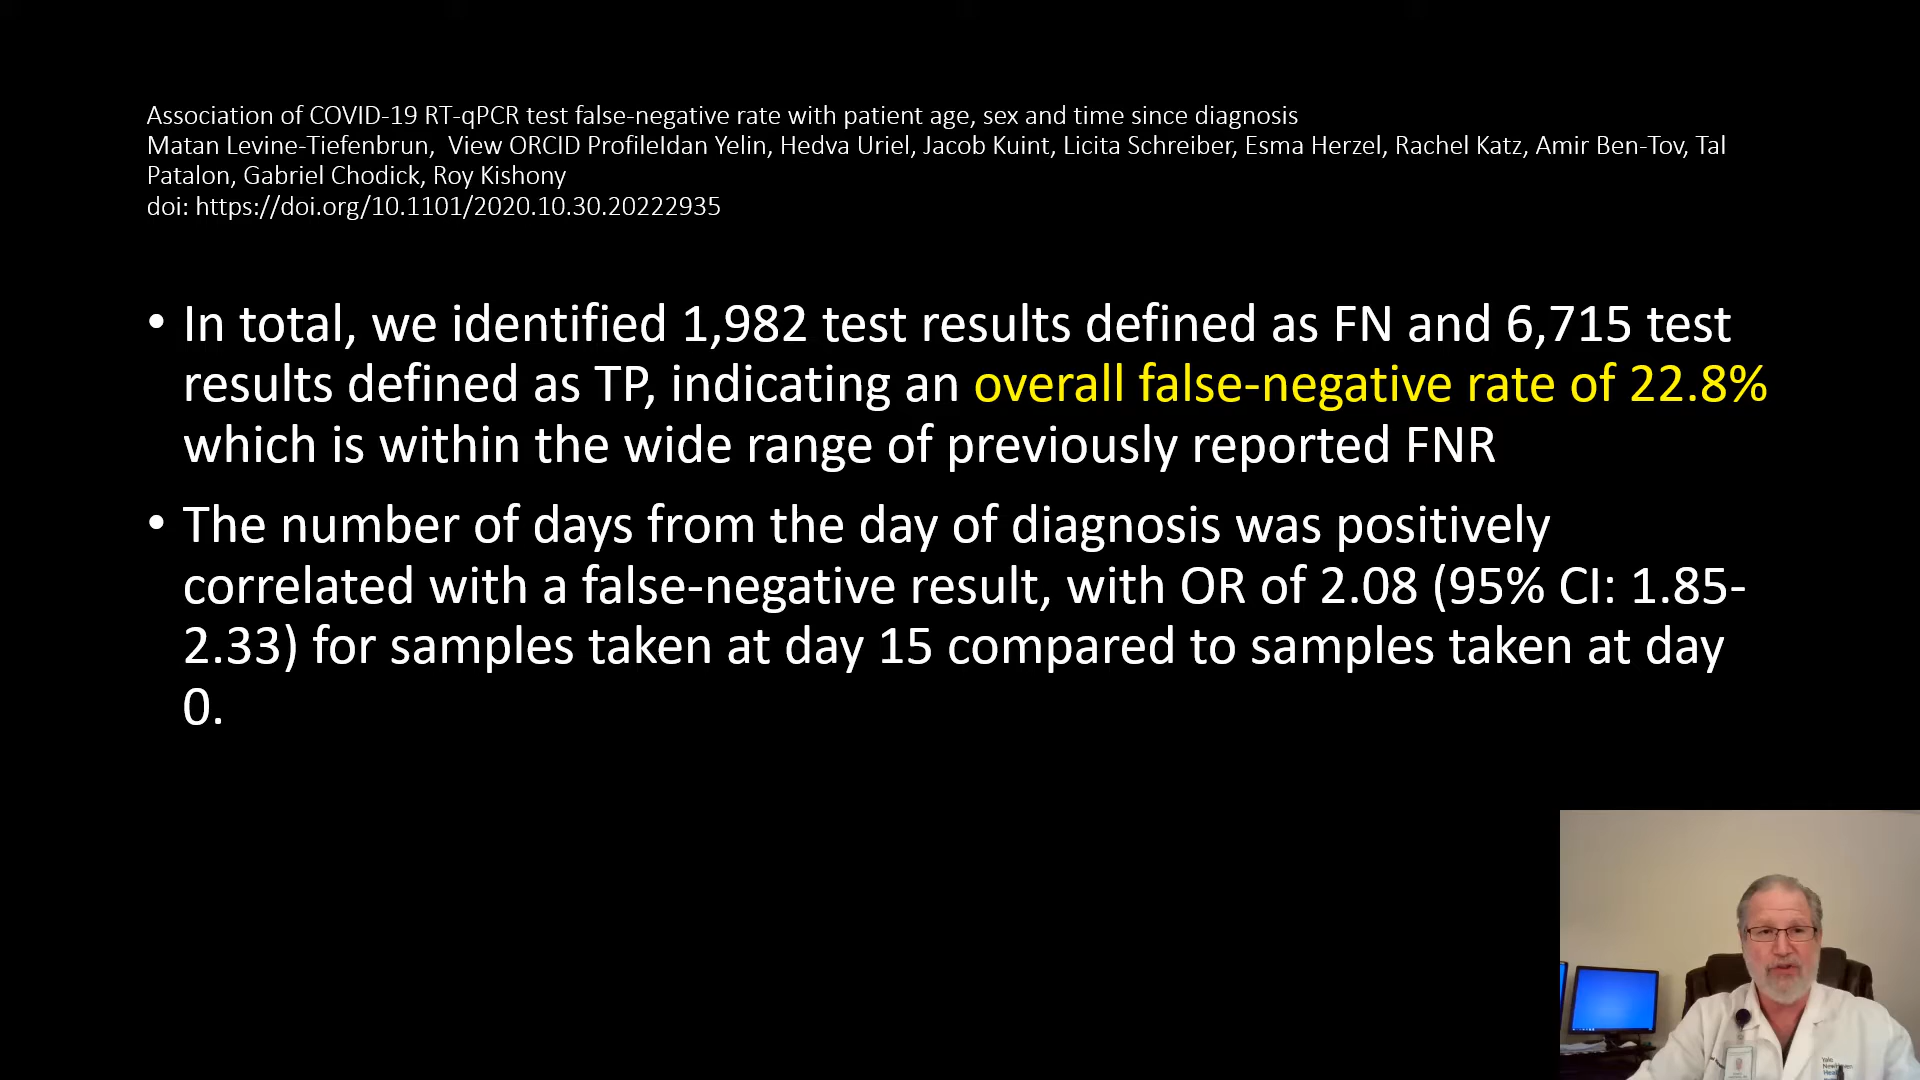 Association of COVID-19 RT-qPCR test false-negative rate with patient age, sex and time since diagnosis
Matan Levine-Tiefenbrun,  View ORCID ProfileIdan Yelin, Hedva Uriel, Jacob Kuint, Licita Schreiber, Esma Herzel, Rachel Katz, Amir Ben-Tov, Tal
Patalon, Gabriel Chodick, Roy Kishony
doi: https://doi.org/10.1101/2020.10.30.20222935
• In total, we identified 1,982 test results defined as FN and 6,715 test
results defined as TP, indicating an overall false-negative rate of 22.8%
which is within the wide range of previously reported FNR
• The number of days from the day of diagnosis was positively
correlated with a false-negative result, with OR of 2.08 (95% CI: 1.85-
2.33) for samples taken at day 15 compared to samples taken at day
0.
Yale